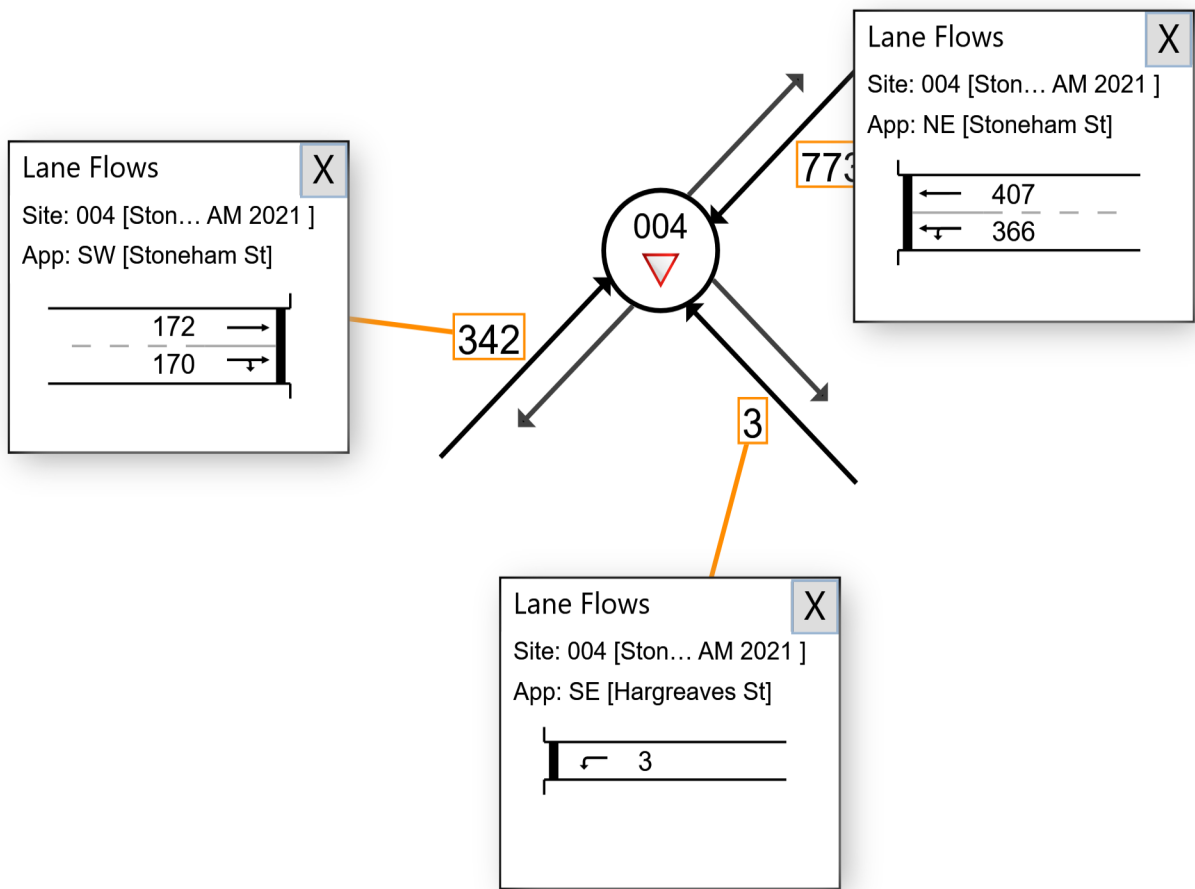 Lane Flows
X
Site: 004 [Ston... AM 2021 ]
App: SW [Stoneham St]
172
170
342
004
773
Lane Flows
X
Site: 004 [Ston... AM 2021 ]
App: NE [Stoneham St]
407
366
3
Lane Flows
X
Site: 004 [Ston... AM 2021 ]
App: SE [Hargreaves St]
3